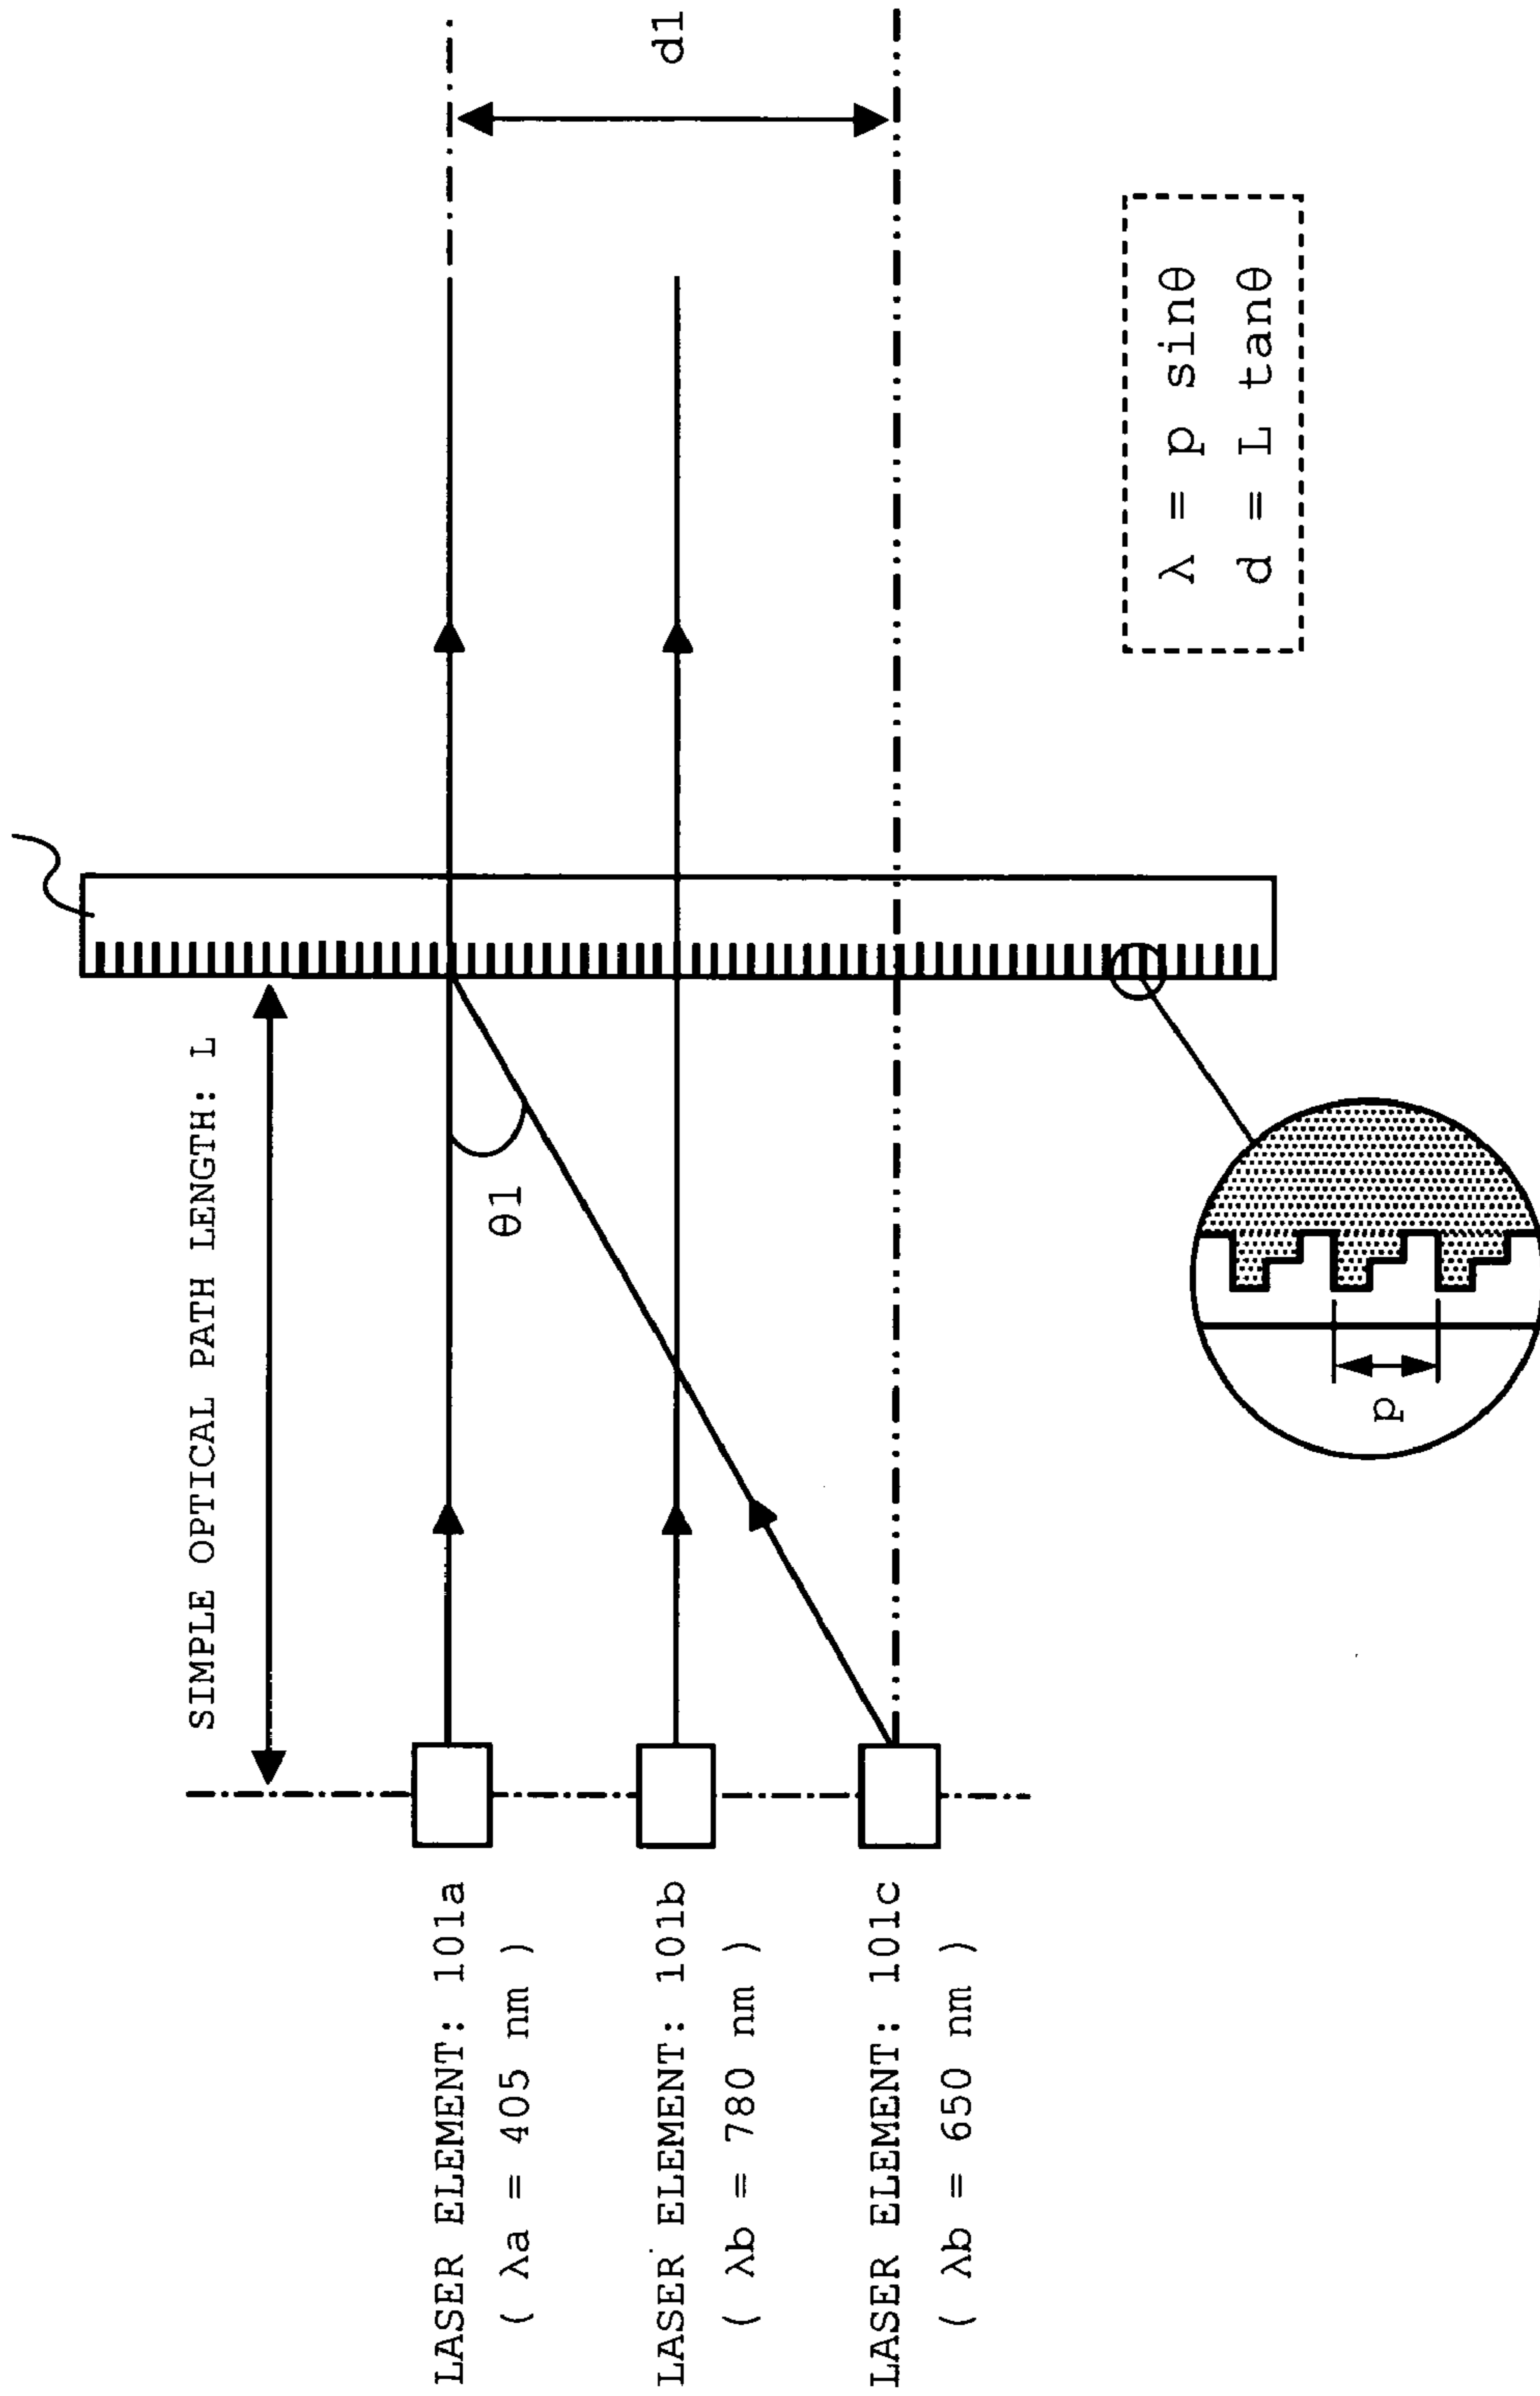 SIMPLE OPTICAL PATH LENGTH: L
d1
θ1
LASER ELEMENT: 101a
( λa = 405 nm )
LASER ELEMENT: 101b
( λb = 780 nm )
LASER ELEMENT: 101c
( λb = 650 nm )
p
λ = p sinθ
d = L tanθ